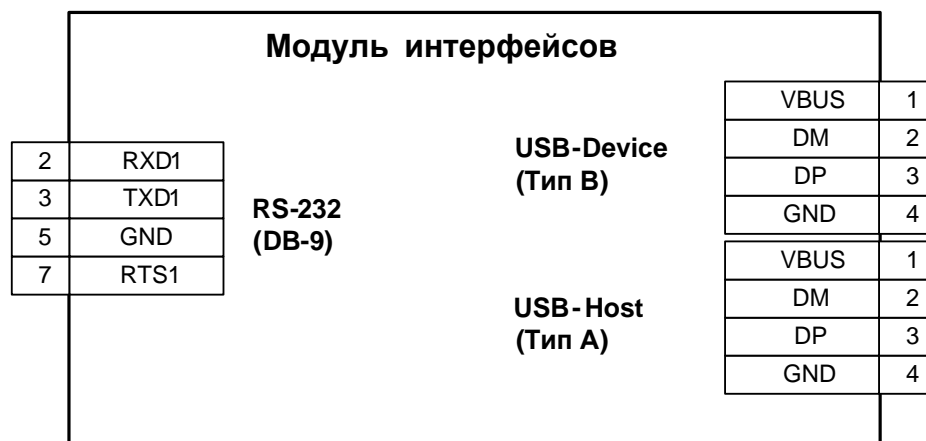 Модуль интерфейсов
2 RXD1
3 TXD1
5 GND
7 RTS1
RS-232
(DB-9)
USB-Device
(Тип B)
VBUS 1
DM 2
DP 3
GND 4
USB-Host
(Тип A)
VBUS 1
DM 2
DP 3
GND 4